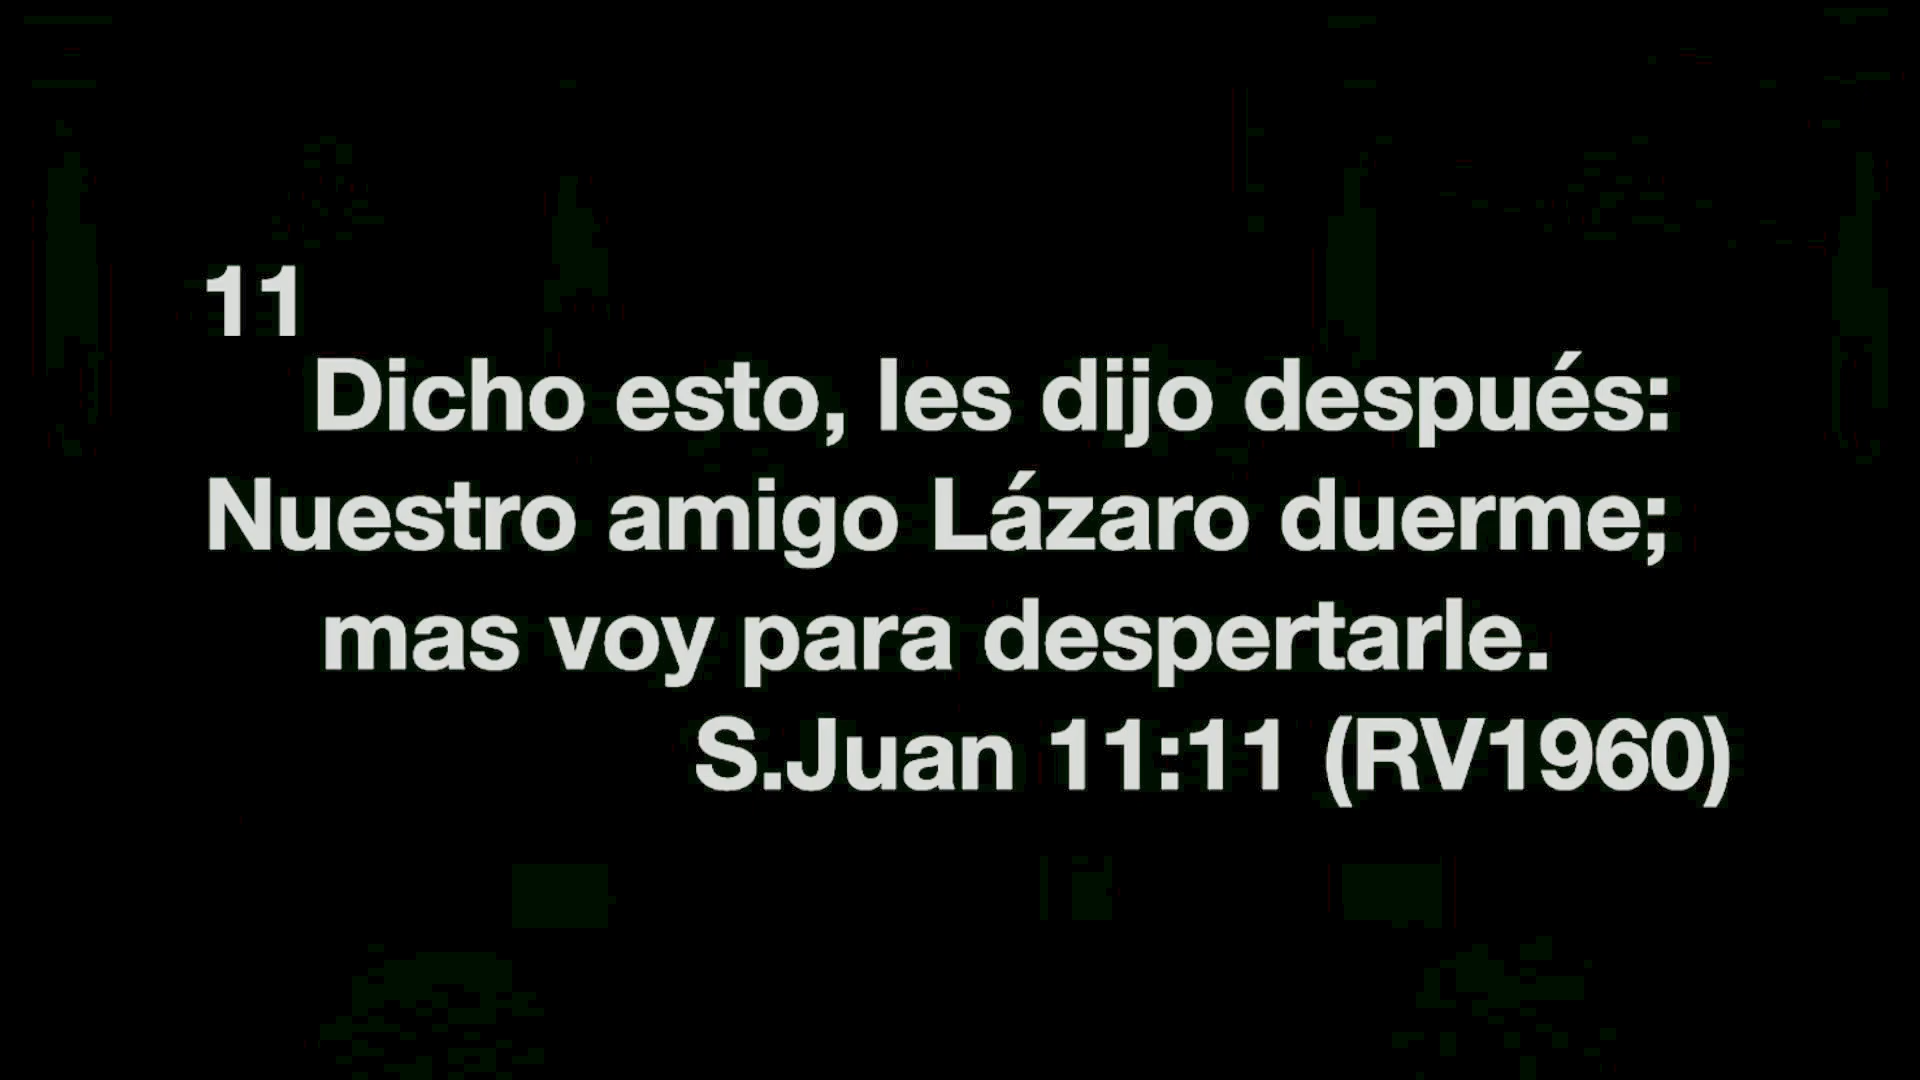 11
Dicho esto, les dijo después:
Nuestro amigo Lázaro duerme;
mas voy para despertarle.
S.Juan 11:11 (RV1960)